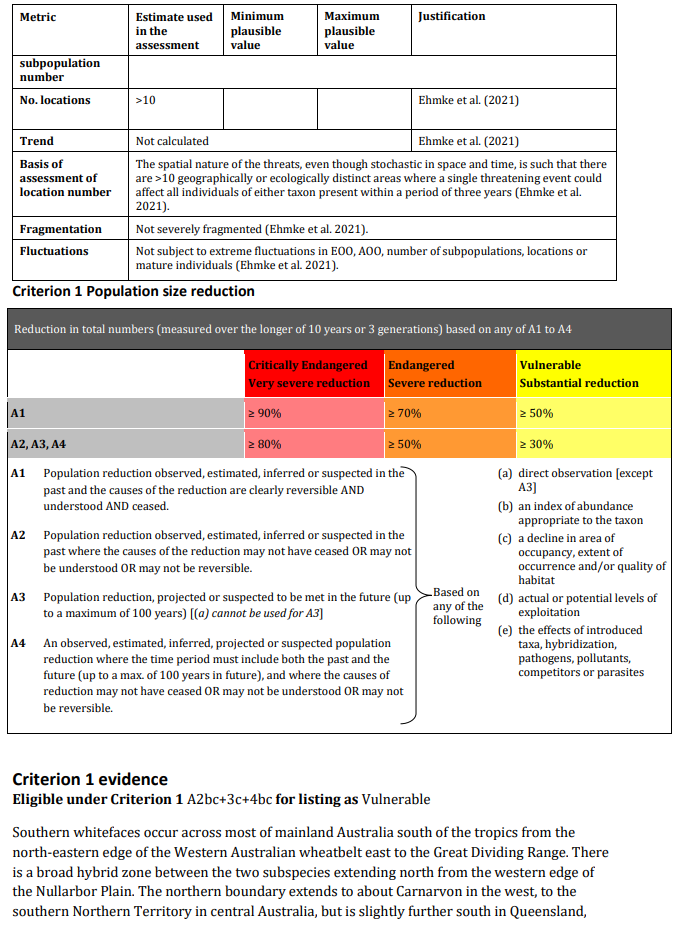 Metric
Estimate used
in the
assessment
Minimum
plausible
value
Maximum
plausible
value
Justification
subpopulation
number
No. locations
>10
Ehmke et al. (2021)
Trend
Not calculated
Ehmke et al. (2021)
Basis of
assessment of
location number
The spatial nature of the threats, even though stochastic in space and time, is such that there
are >10 geographically or ecologically distinct areas where a single threatening event could
affect all individuals of either taxon present within a period of three years (Ehmke et al.
2021).
Fragmentation
Not severely fragmented (Ehmke et al. 2021).
Fluctuations
Not subject to extreme fluctuations in EOO, AOO, number of subpopulations, locations or
mature individuals (Ehmke et al. 2021).
Criterion 1 Population size reduction
Reduction in total numbers (measured over the longer of 10 years or 3 generations) based on any of A1 to A4
Critically Endangered
Very severe reduction
Endangered
Severe reduction
Vulnerable
Substantial reduction
A1
≥ 90%
≥ 70%
≥ 50%
A2, A3, A4
≥ 80%
≥ 50%
≥ 30%
A1 Population reduction observed, estimated, inferred or suspected in the
past and the causes of the reduction are clearly reversible AND
understood AND ceased.
A2 Population reduction observed, estimated, inferred or suspected in the
past where the causes of the reduction may not have ceased OR may not
be understood OR may not be reversible.
A3 Population reduction, projected or suspected to be met in the future (up
to a maximum of 100 years) [(a) cannot be used for A3]
A4 An observed, estimated, inferred, projected or suspected population
reduction where the time period must include both the past and the
future (up to a max. of 100 years in future), and where the causes of
reduction may not have ceased OR may not be understood OR may not
be reversible.
Based on
any of the
following
(a) direct observation [except
A3]
(b) an index of abundance
appropriate to the taxon
(c) a decline in area of
occupancy, extent of
occurrence and/or quality of
habitat
(d) actual or potential levels of
exploitation
(e) the effects of introduced
taxa, hybridization,
pathogens, pollutants,
competitors or parasites
Criterion 1 evidence
Eligible under Criterion 1 A2bc+3c+4bc for listing as Vulnerable
Southern whitefaces occur across most of mainland Australia south of the tropics from the
north-eastern edge of the Western Australian wheatbelt east to the Great Dividing Range. There
is a broad hybrid zone between the two subspecies extending north from the western edge of
the Nullarbor Plain. The northern boundary extends to about Carnarvon in the west, to the
southern Northern Territory in central Australia, but is slightly further south in Queensland,